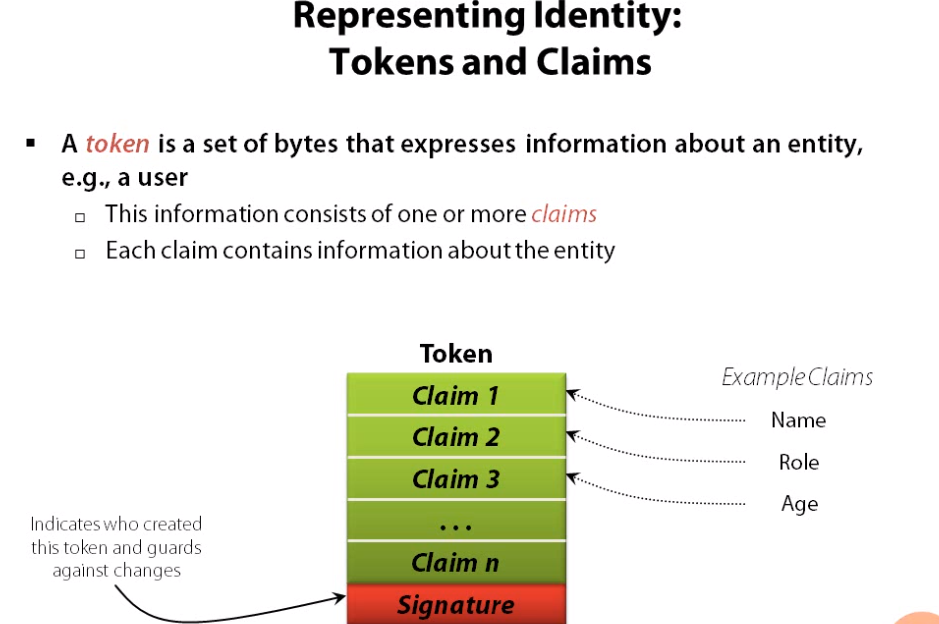 Representing Identity:
Tokens and Claims
▪ A token is a set of bytes that expresses information about an entity,
e.g., a user
▫ This information consists of one or more claims
▫ Each claim contains information about the entity
Token
Claim 1
Claim 2
Claim 3
...
Claim n
Signature
Example Claims
Name
Role
Age
Indicates who created
this token and guards
against changes